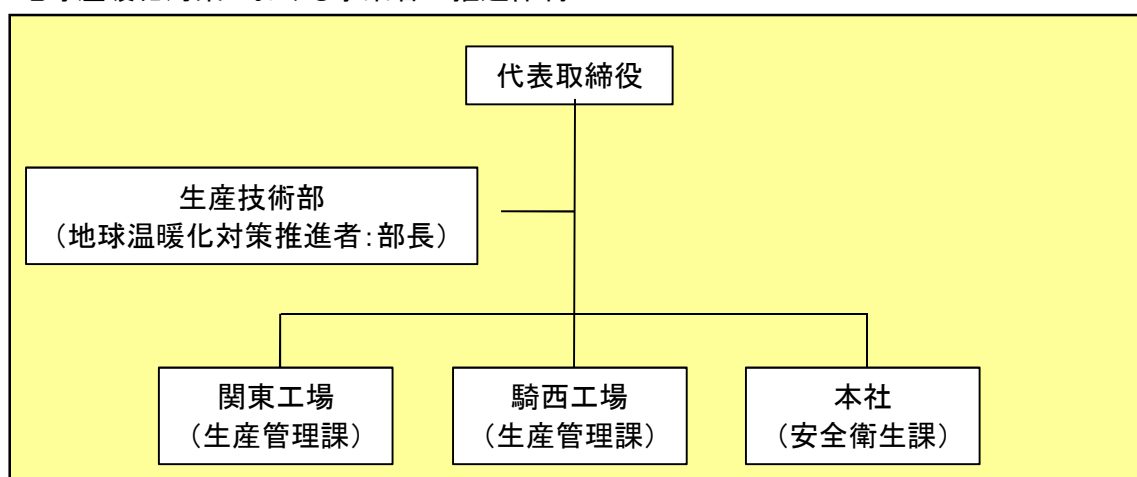 代表取締役
生産技術部
（地球温暖化対策推進者：部長）
関東工場
（生産管理課）
騎西工場
（生産管理課）
本社
（安全衛生課）